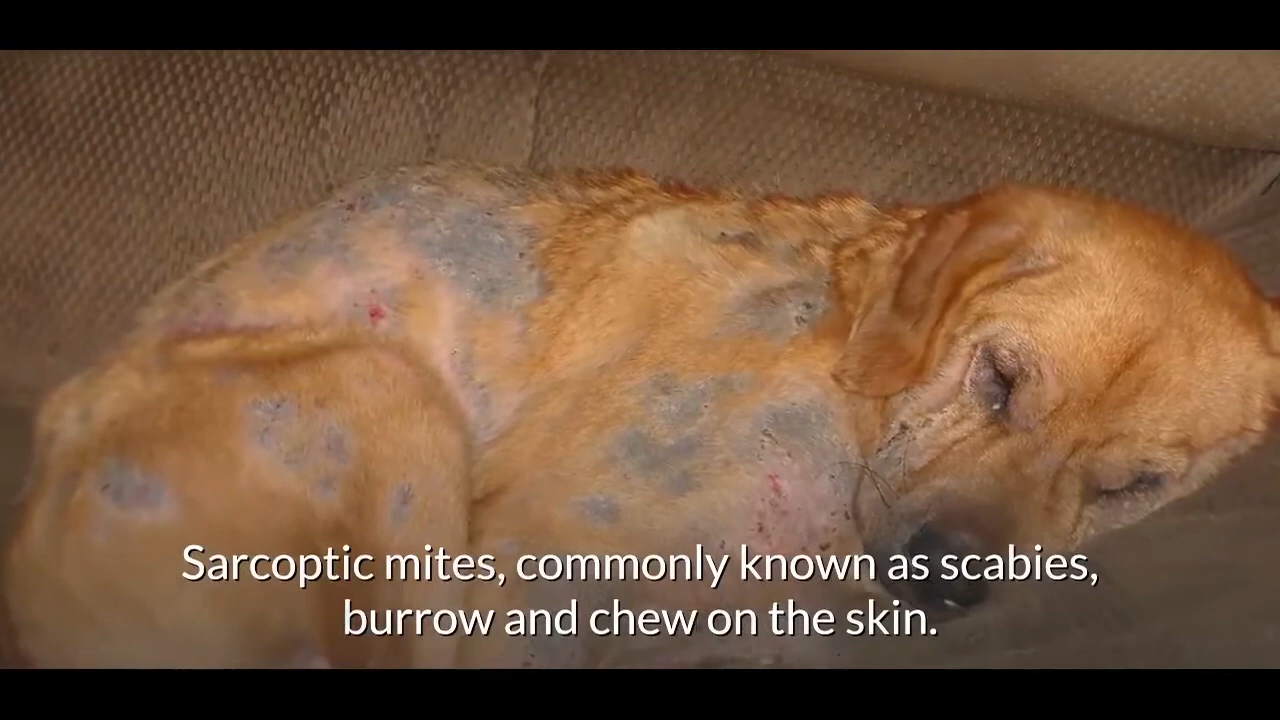 Sarcoptic mites, commonly known as scabies,
burrow and chew on the skin.